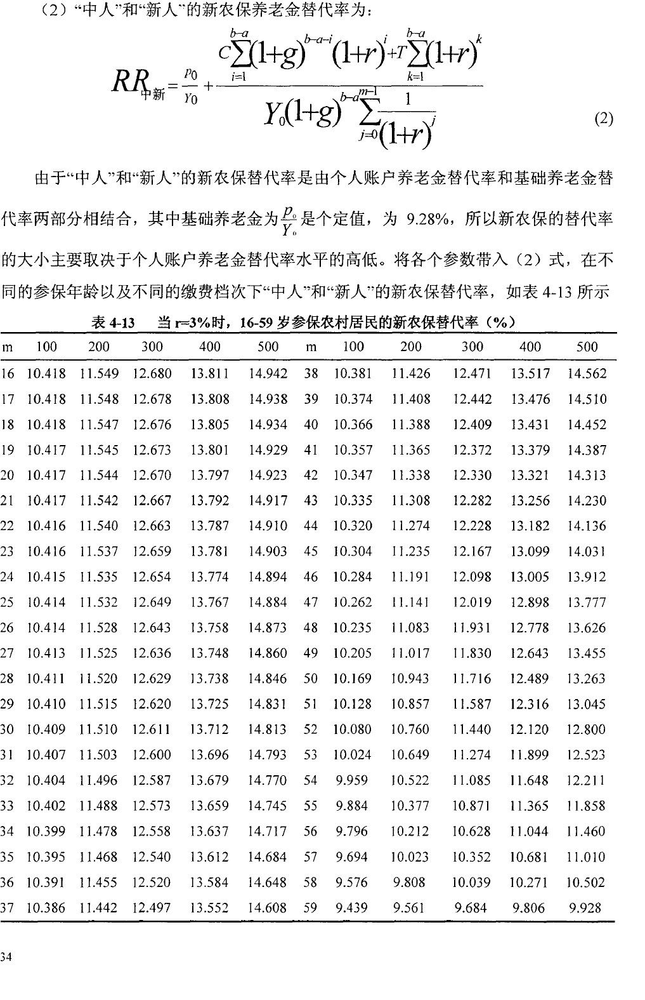 （2）“中人”和“新人”的新农保养老金替代率为：
RR中新 = p0/Y0 + (C∑_{i=1}^{b-a}(1+g)^{b-a-i}(1+r)^i + T∑_{k=1}^{b-a}(1+r)^k) / (Y0(1+g)^{b-a}∑_{j=0}^{m-1} 1/(1+r)^j) (2)
由于“中人”和“新人”的新农保替代率是由个人账户养老金替代率和基础养老金替
代率两部分相结合，其中基础养老金为 P0/Y0 是个定值，为 9.28%，所以新农保的替代率
的大小主要取决于个人账户养老金替代率水平的高低。将各个参数带入（2）式，在不
同的参保年龄以及不同的缴费档次下“中人”和“新人”的新农保替代率，如表 4-13 所示
表 4-13 当 r=3%时，16-59 岁参保农村居民的新农保替代率（%）
m 100 200 300 400 500 m 100 200 300 400 500
16 10.418 11.549 12.680 13.811 14.942 38 10.381 11.426 12.471 13.517 14.562
17 10.418 11.548 12.678 13.808 14.938 39 10.374 11.408 12.442 13.476 14.510
18 10.418 11.547 12.676 13.805 14.934 40 10.366 11.388 12.409 13.431 14.452
19 10.417 11.545 12.673 13.801 14.929 41 10.357 11.365 12.372 13.379 14.387
20 10.417 11.544 12.670 13.797 14.923 42 10.347 11.338 12.330 13.321 14.313
21 10.417 11.542 12.667 13.792 14.917 43 10.335 11.308 12.282 13.256 14.230
22 10.416 11.540 12.663 13.787 14.910 44 10.320 11.274 12.228 13.182 14.136
23 10.416 11.537 12.659 13.781 14.903 45 10.304 11.235 12.167 13.099 14.031
24 10.415 11.535 12.654 13.774 14.894 46 10.284 11.191 12.098 13.005 13.912
25 10.414 11.532 12.649 13.767 14.884 47 10.262 11.141 12.019 12.898 13.777
26 10.414 11.528 12.643 13.758 14.873 48 10.235 11.083 11.931 12.778 13.626
27 10.413 11.525 12.636 13.748 14.860 49 10.205 11.017 11.830 12.643 13.455
28 10.411 11.520 12.629 13.738 14.846 50 10.169 10.943 11.716 12.489 13.263
29 10.410 11.515 12.620 13.725 14.831 51 10.128 10.857 11.587 12.316 13.045
30 10.409 11.510 12.611 13.712 14.813 52 10.080 10.760 11.440 12.120 12.800
31 10.407 11.503 12.600 13.696 14.793 53 10.024 10.649 11.274 11.899 12.523
32 10.404 11.496 12.587 13.679 14.770 54 9.959 10.522 11.085 11.648 12.211
33 10.402 11.488 12.573 13.659 14.745 55 9.884 10.377 10.871 11.365 11.858
34 10.399 11.478 12.558 13.637 14.717 56 9.796 10.212 10.628 11.044 11.460
35 10.395 11.468 12.540 13.612 14.684 57 9.694 10.023 10.352 10.681 11.010
36 10.391 11.455 12.520 13.584 14.648 58 9.576 9.808 10.039 10.271 10.502
37 10.386 11.442 12.497 13.552 14.608 59 9.439 9.561 9.684 9.806 9.928
34